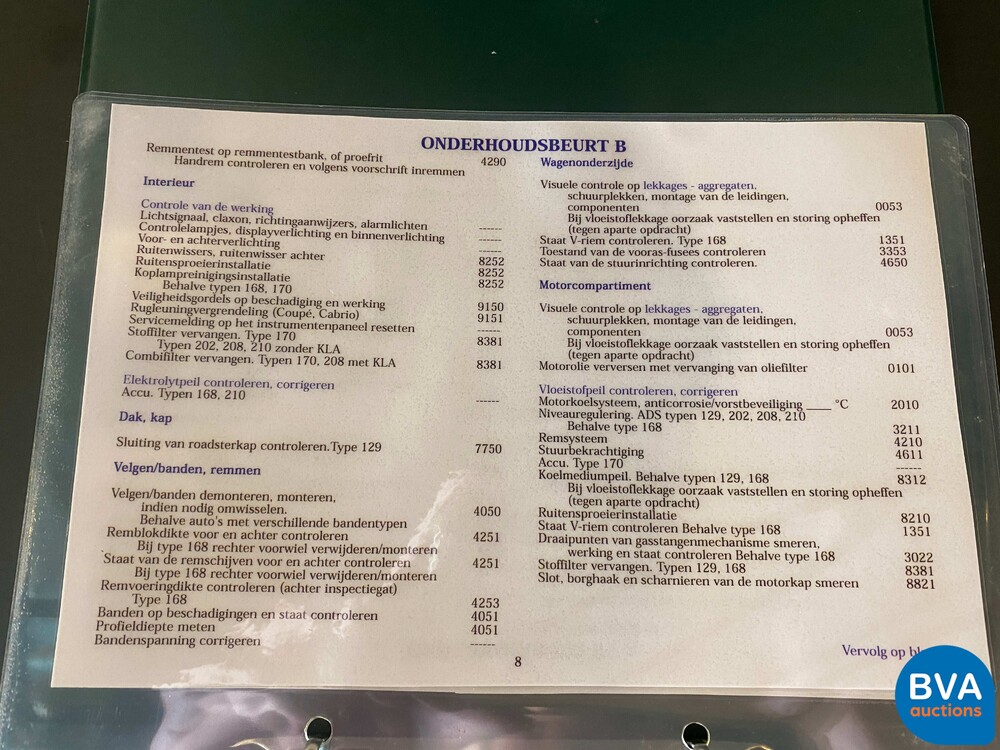 ONDERHOUDSBEURT B
Remmentest op remmentestbank, of proefrit 4290
Handrem controleren en volgens voorschrift inremmen
Interieur
Controle van de werking
Lichtsignaal, claxon, richtingaanwijzers, alarmlichten ------
Controlelampjes, displayverlichting en binnenverlichting ------
Voor- en achterverlichting ------
Ruitenwissers, ruitenwisser achter 8252
Ruitensproeierinstallatie 8252
Koplampreinigingsinstallatie 8252
Behalve typen 168, 170
Veiligheidsgordels op beschadiging en werking 9150
Rugleuningvergrendeling (Coupé, Cabrio) 9151
Servicemelding op het instrumentenpaneel resetten ------
Stoffilter vervangen. Type 170 8381
Typen 202, 208, 210 zonder KLA
Combifilter vervangen. Typen 170, 208 met KLA 8381
Elektrolytpeil controleren, corrigeren
Accu. Typen 168, 210 ------
Dak, kap
Sluiting van roadsterkap controleren.Type 129 7750
Velgen/banden, remmen
Velgen/banden demonteren, monteren,
indien nodig omwisselen. 4050
Behalve auto's met verschillende bandentypen
Remblokdikte voor en achter controleren 4251
Bij type 168 rechter voorwiel verwijderen/monteren
Staat van de remschijven voor en achter controleren 4251
Bij type 168 rechter voorwiel verwijderen/monteren
Remvoeringdikte controleren (achter inspectiegat)
Type 168 4253
Banden op beschadigingen en staat controleren 4051
Profieldiepte meten 4051
Bandenspanning corrigeren ------
Wagenonderzijde
Visuele controle op lekkages - aggregaten,
schuurplekken, montage van de leidingen,
componenten 0053
Bij vloeistoflekkage oorzaak vaststellen en storing opheffen
(tegen aparte opdracht)
Staat V-riem controleren. Type 168 1351
Toestand van de vooras-fusees controleren 3353
Staat van de stuurinrichting controleren. 4650
Motorcompartiment
Visuele controle op lekkages - aggregaten,
schuurplekken, montage van de leidingen,
componenten 0053
Bij vloeistoflekkage oorzaak vaststellen en storing opheffen
(tegen aparte opdracht)
Motorolie verversen met vervanging van oliefilter 0101
Vloeistofpeil controleren, corrigeren
Motorkoelsysteem, anticorrosie/vorstbeveiliging ____ °C 2010
Niveauregulering. ADS typen 129, 202, 208, 210
Behalve type 168 3211
Remsysteem 4210
Stuurbekrachtiging 4611
Accu. Type 170 ------
Koelmediumpeil. Behalve typen 129, 168 8312
Bij vloeistoflekkage oorzaak vaststellen en storing opheffen
(tegen aparte opdracht)
Ruitensproeierinstallatie 8210
Staat V-riem controleren Behalve type 168 1351
Draaipunten van gasstangenmechanisme smeren,
werking en staat controleren Behalve type 168 3022
Stoffilter vervangen. Typen 129, 168 8381
Slot, borghaak en scharnieren van de motorkap smeren 8821
Vervolg op
8
BVA
auctions